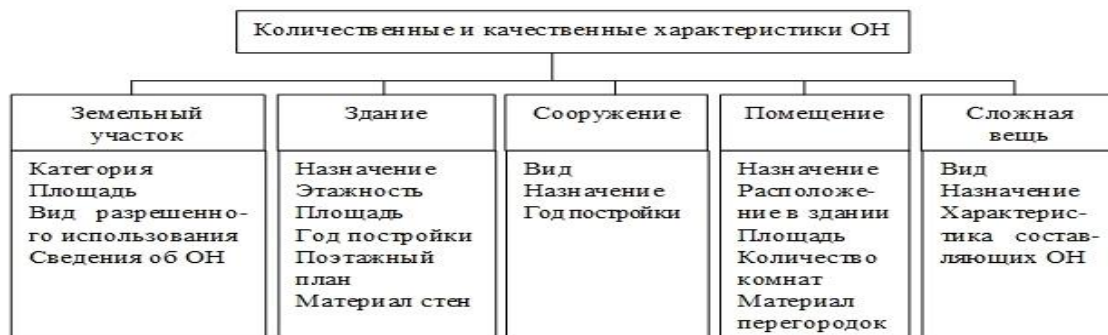 Количественные и качественные характеристики ОН
Земельный
участок
Категория
Площадь
Вид разрешенно-
го использования
Сведения об ОН
Здание
Назначение
Этажность
Площадь
Год постройки
Поэтажный
план
Материал стен
Сооружение
Вид
Назначение
Год постройки
Помещение
Назначение
Расположе-
ние в здании
Площадь
Количество
комнат
Материал
перегородок
Сложная
вещь
Вид
Назначение
Характерис-
тика состав-
ляющих ОН